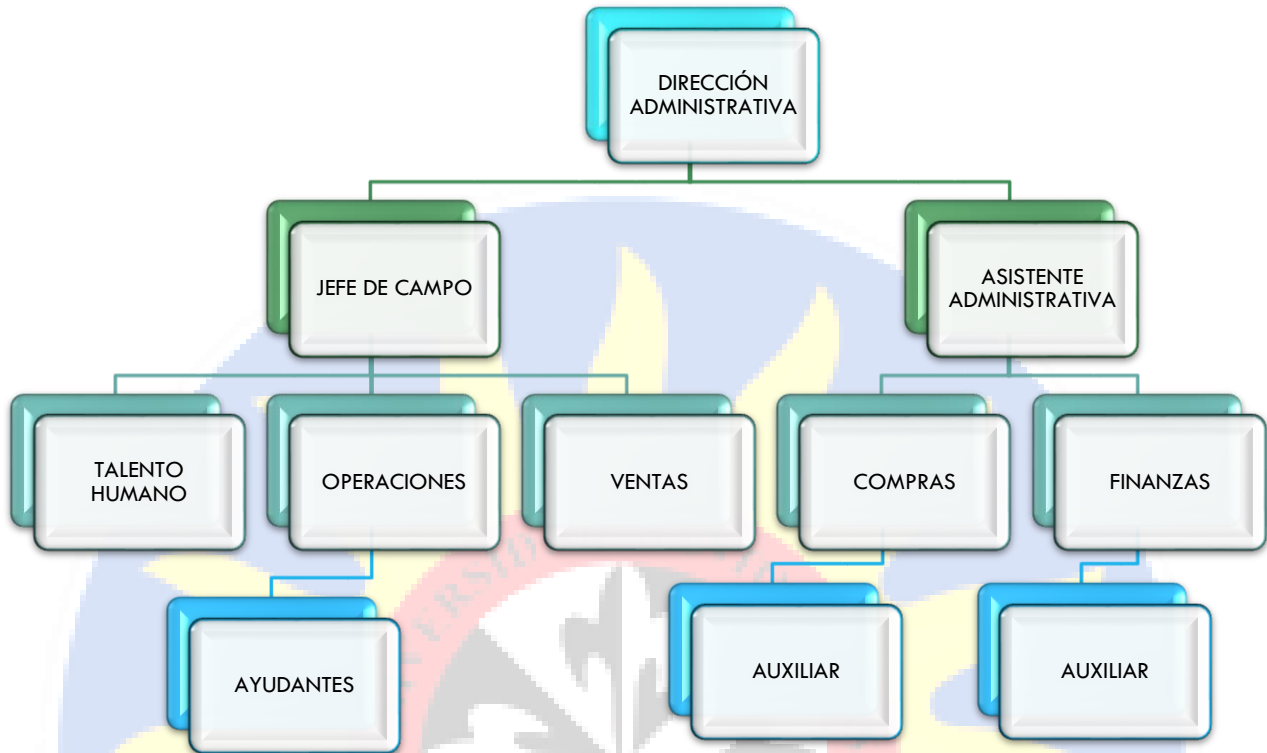 DIRECCIÓN
ADMINISTRATIVA
JEFE DE CAMPO
ASISTENTE
ADMINISTRATIVA
TALENTO
HUMANO
OPERACIONES
VENTAS
COMPRAS
FINANZAS
AYUDANTES
AUXILIAR
AUXILIAR